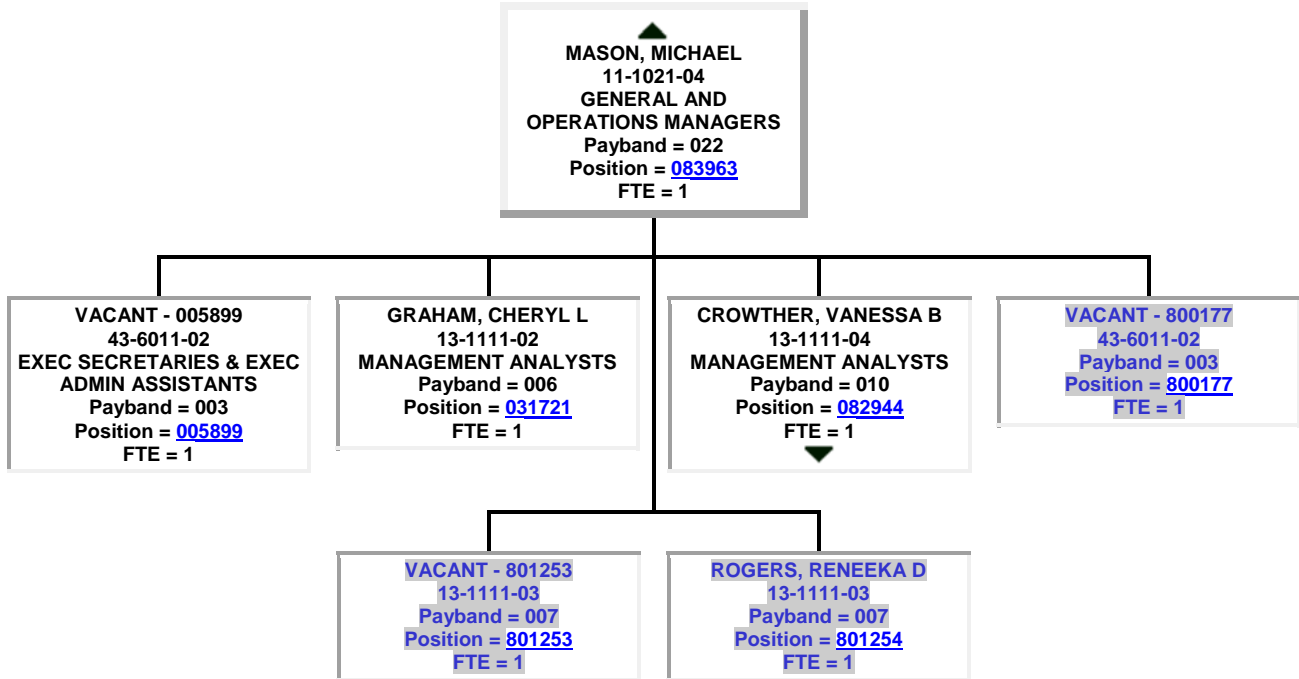 MASON, MICHAEL
11-1021-04
GENERAL AND
OPERATIONS MANAGERS
Payband = 022
Position = 083963
FTE = 1
VACANT - 005899
43-6011-02
EXEC SECRETARIES & EXEC
ADMIN ASSISTANTS
Payband = 003
Position = 005899
FTE = 1
GRAHAM, CHERYL L
13-1111-02
MANAGEMENT ANALYSTS
Payband = 006
Position = 031721
FTE = 1
CROWTHER, VANESSA B
13-1111-04
MANAGEMENT ANALYSTS
Payband = 010
Position = 082944
FTE = 1
VACANT - 800177
43-6011-02
Payband = 003
Position = 800177
FTE = 1
VACANT - 801253
13-1111-03
Payband = 007
Position = 801253
FTE = 1
ROGERS, RENEEKA D
13-1111-03
Payband = 007
Position = 801254
FTE = 1